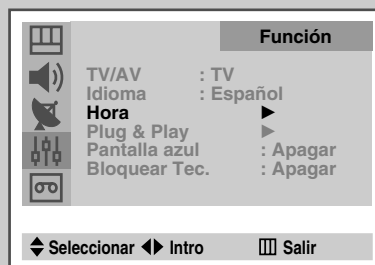 Función
TV/AV : TV
Idioma : Español
Hora ►
Plug & Play ►
Pantalla azul : Apagar
Bloquear Tec. : Apagar
Seleccionar Intro Salir